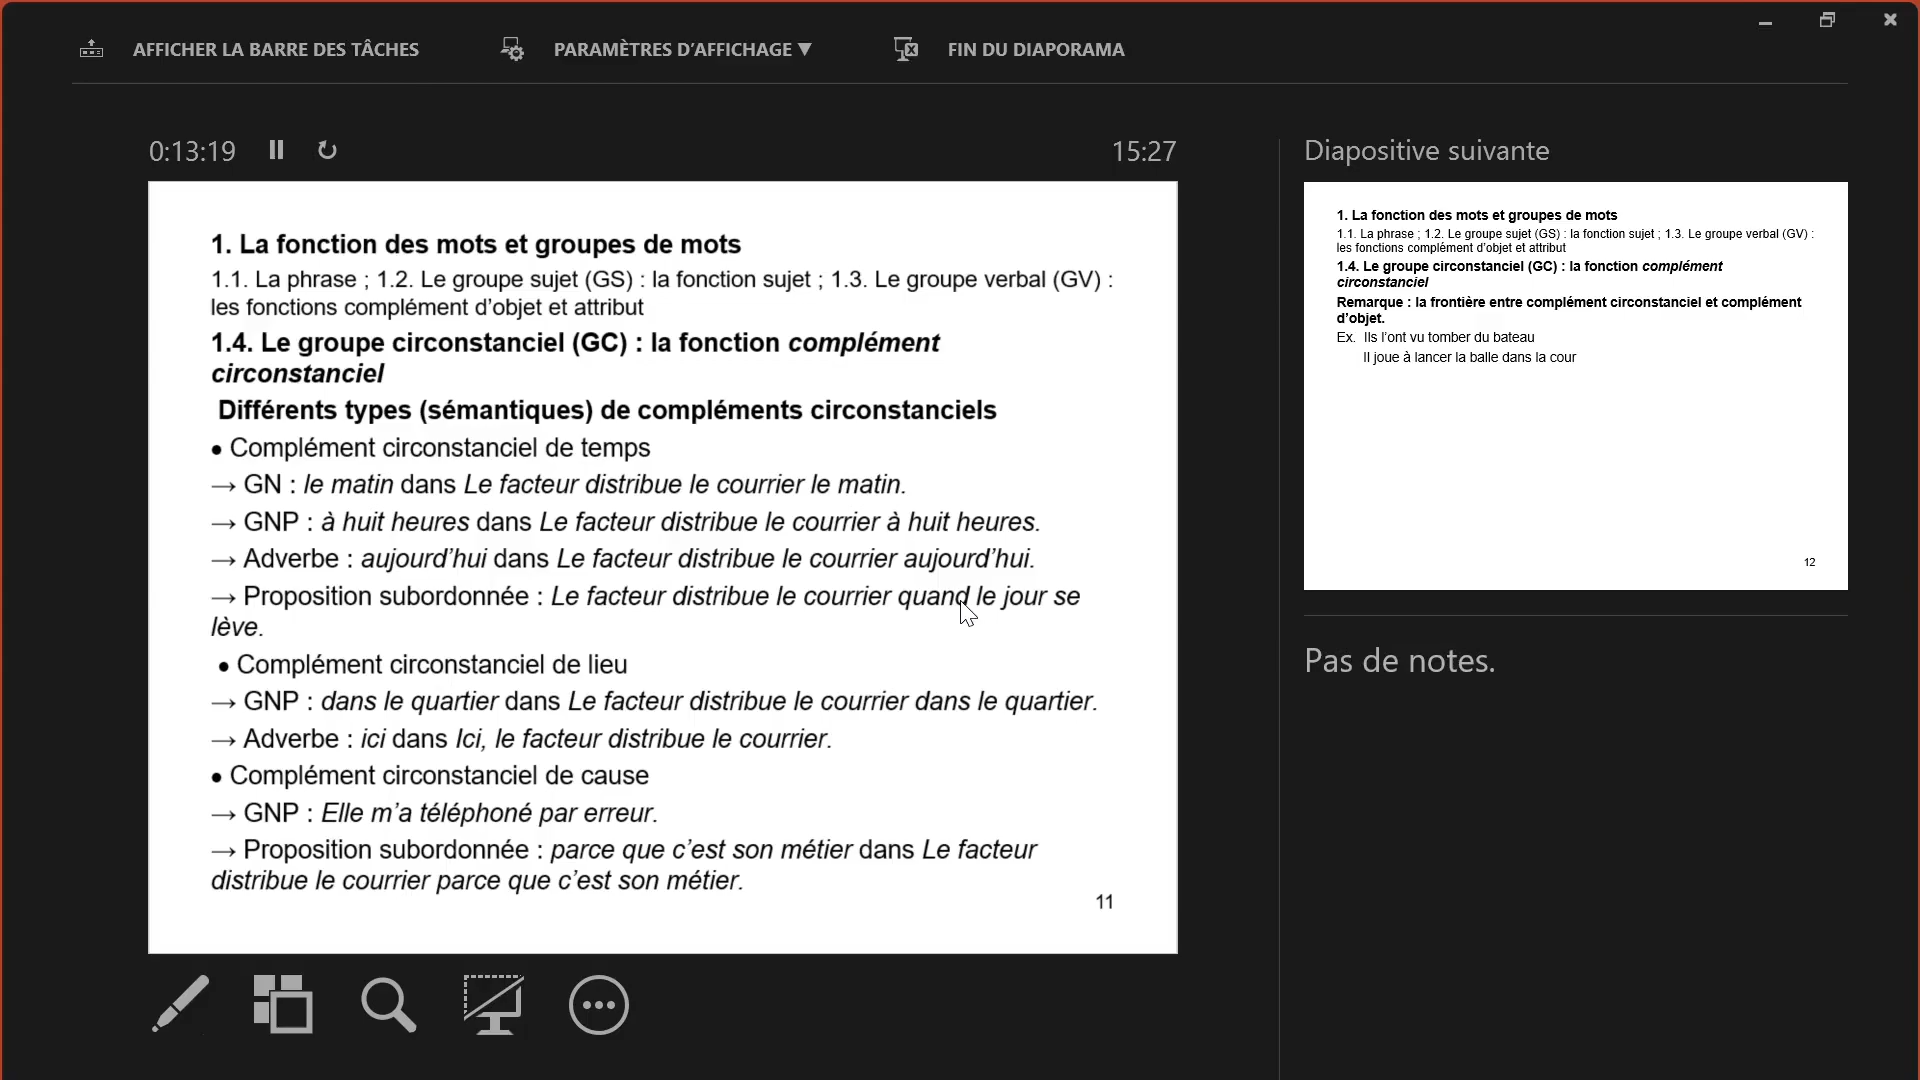 AFFICHER LA BARRE DES TÂCHES
PARAMÈTRES D'AFFICHAGE ▼
FIN DU DIAPORAMA
0:13:19
15:27
1. La fonction des mots et groupes de mots
1.1. La phrase ; 1.2. Le groupe sujet (GS) : la fonction sujet ; 1.3. Le groupe verbal (GV) :
les fonctions complément d'objet et attribut
1.4. Le groupe circonstanciel (GC) : la fonction complément
circonstanciel
Différents types (sémantiques) de compléments circonstanciels
• Complément circonstanciel de temps
→ GN : le matin dans Le facteur distribue le courrier le matin.
→ GNP : à huit heures dans Le facteur distribue le courrier à huit heures.
→ Adverbe : aujourd'hui dans Le facteur distribue le courrier aujourd'hui.
→ Proposition subordonnée : Le facteur distribue le courrier quand le jour se
lève.
• Complément circonstanciel de lieu
→ GNP : dans le quartier dans Le facteur distribue le courrier dans le quartier.
→ Adverbe : ici dans Ici, le facteur distribue le courrier.
• Complément circonstanciel de cause
→ GNP : Elle m'a téléphoné par erreur.
→ Proposition subordonnée : parce que c'est son métier dans Le facteur
distribue le courrier parce que c'est son métier.
11
Diapositive suivante
1. La fonction des mots et groupes de mots
1.1. La phrase ; 1.2. Le groupe sujet (GS) : la fonction sujet ; 1.3. Le groupe verbal (GV) :
les fonctions complément d'objet et attribut
1.4. Le groupe circonstanciel (GC) : la fonction complément
circonstanciel
Remarque : la frontière entre complément circonstanciel et complément
d'objet.
Ex. Ils l'ont vu tomber du bateau
Il joue à lancer la balle dans la cour
12
Pas de notes.